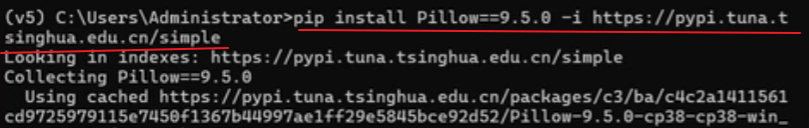 (v5) C:\Users\Administrator>pip install Pillow==9.5.0 -i https://pypi.tuna.t
singhua.edu.cn/simple
Looking in indexes: https://pypi.tuna.tsinghua.edu.cn/simple
Collecting Pillow==9.5.0
  Using cached https://pypi.tuna.tsinghua.edu.cn/packages/c3/ba/c4c2a1411561
cd9725979115e7450f1367b44997ae1ff29e5845bce92d52/Pillow-9.5.0-cp38-cp38-win_